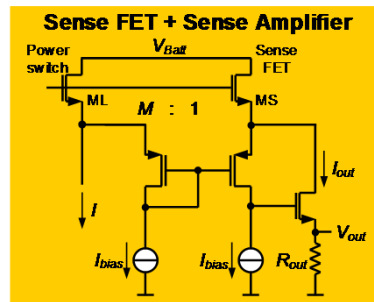 Sense FET + Sense Amplifier
Power switch
VBatt
Sense FET
ML
M : 1
MS
I
Iout
Ibias
Ibias
Rout
Vout